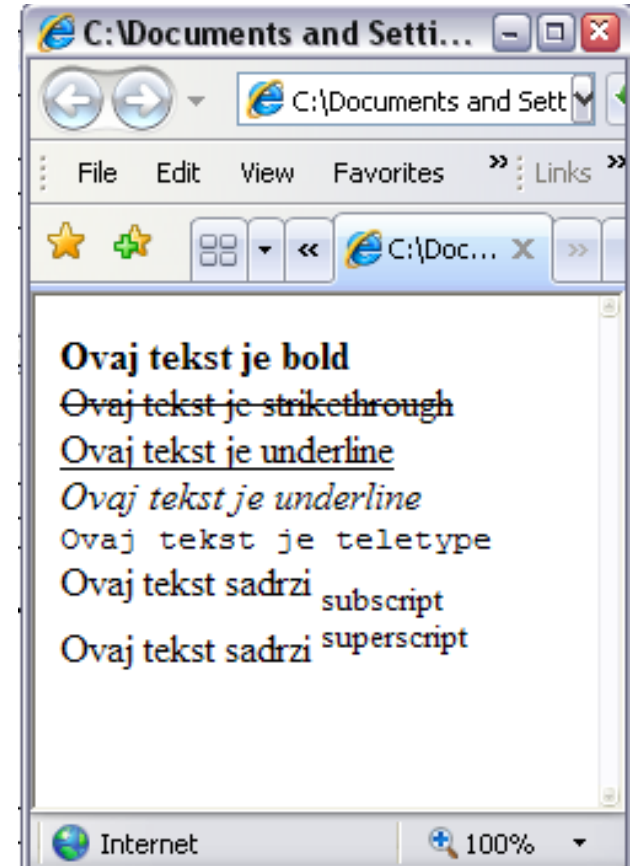 C:\Documents and Setti...
C:\Documents and Sett
File Edit View Favorites » Links »
« C:\Doc... X »
Ovaj tekst je bold
Ovaj tekst je strikethrough
Ovaj tekst je underline
Ovaj tekst je underline
Ovaj tekst je teletype
Ovaj tekst sadrzi subscript
Ovaj tekst sadrzi superscript
Internet 100%